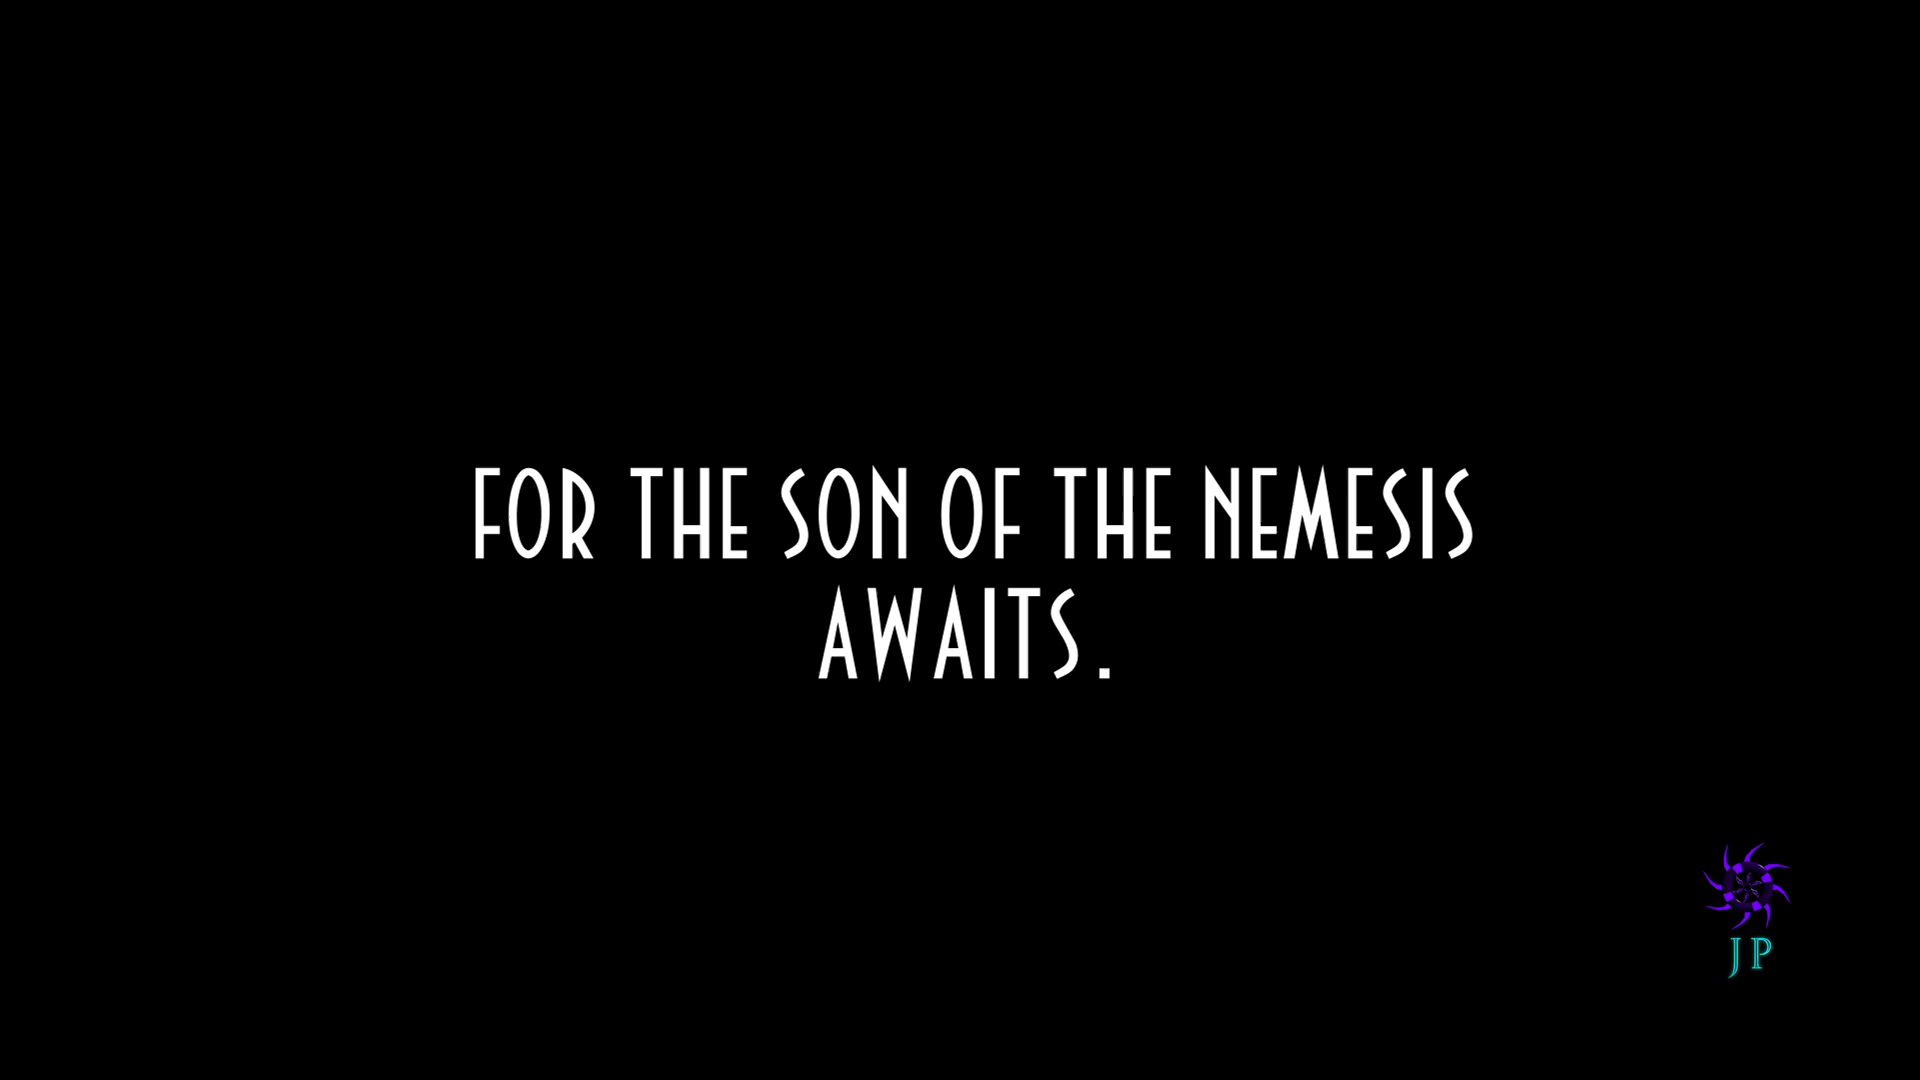 FOR THE SON OF THE NEMESIS
AWAITS.
JP